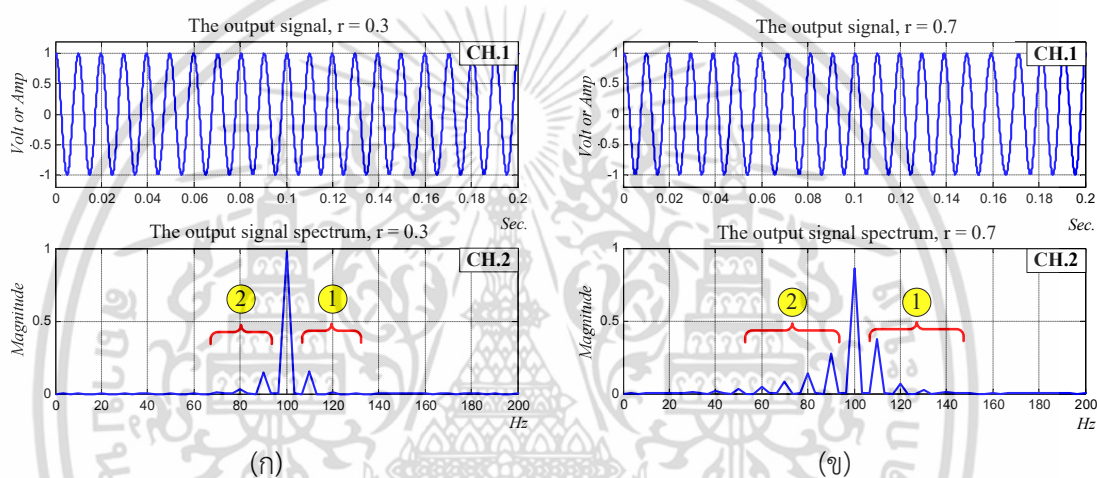 The output signal, r = 0.3
CH.1
Volt or Amp
1
0.5
0
-0.5
-1
0 0.02 0.04 0.06 0.08 0.1 0.12 0.14 0.16 0.18 0.2
Sec.
The output signal spectrum, r = 0.3
CH.2
Magnitude
1
0.5
0
2
1
0 20 40 60 80 100 120 140 160 180 200
Hz
(ก)
The output signal, r = 0.7
CH.1
Volt or Amp
1
0.5
0
-0.5
-1
0 0.02 0.04 0.06 0.08 0.1 0.12 0.14 0.16 0.18 0.2
Sec.
The output signal spectrum, r = 0.7
CH.2
Magnitude
1
0.5
0
2
1
0 20 40 60 80 100 120 140 160 180 200
Hz
(ข)